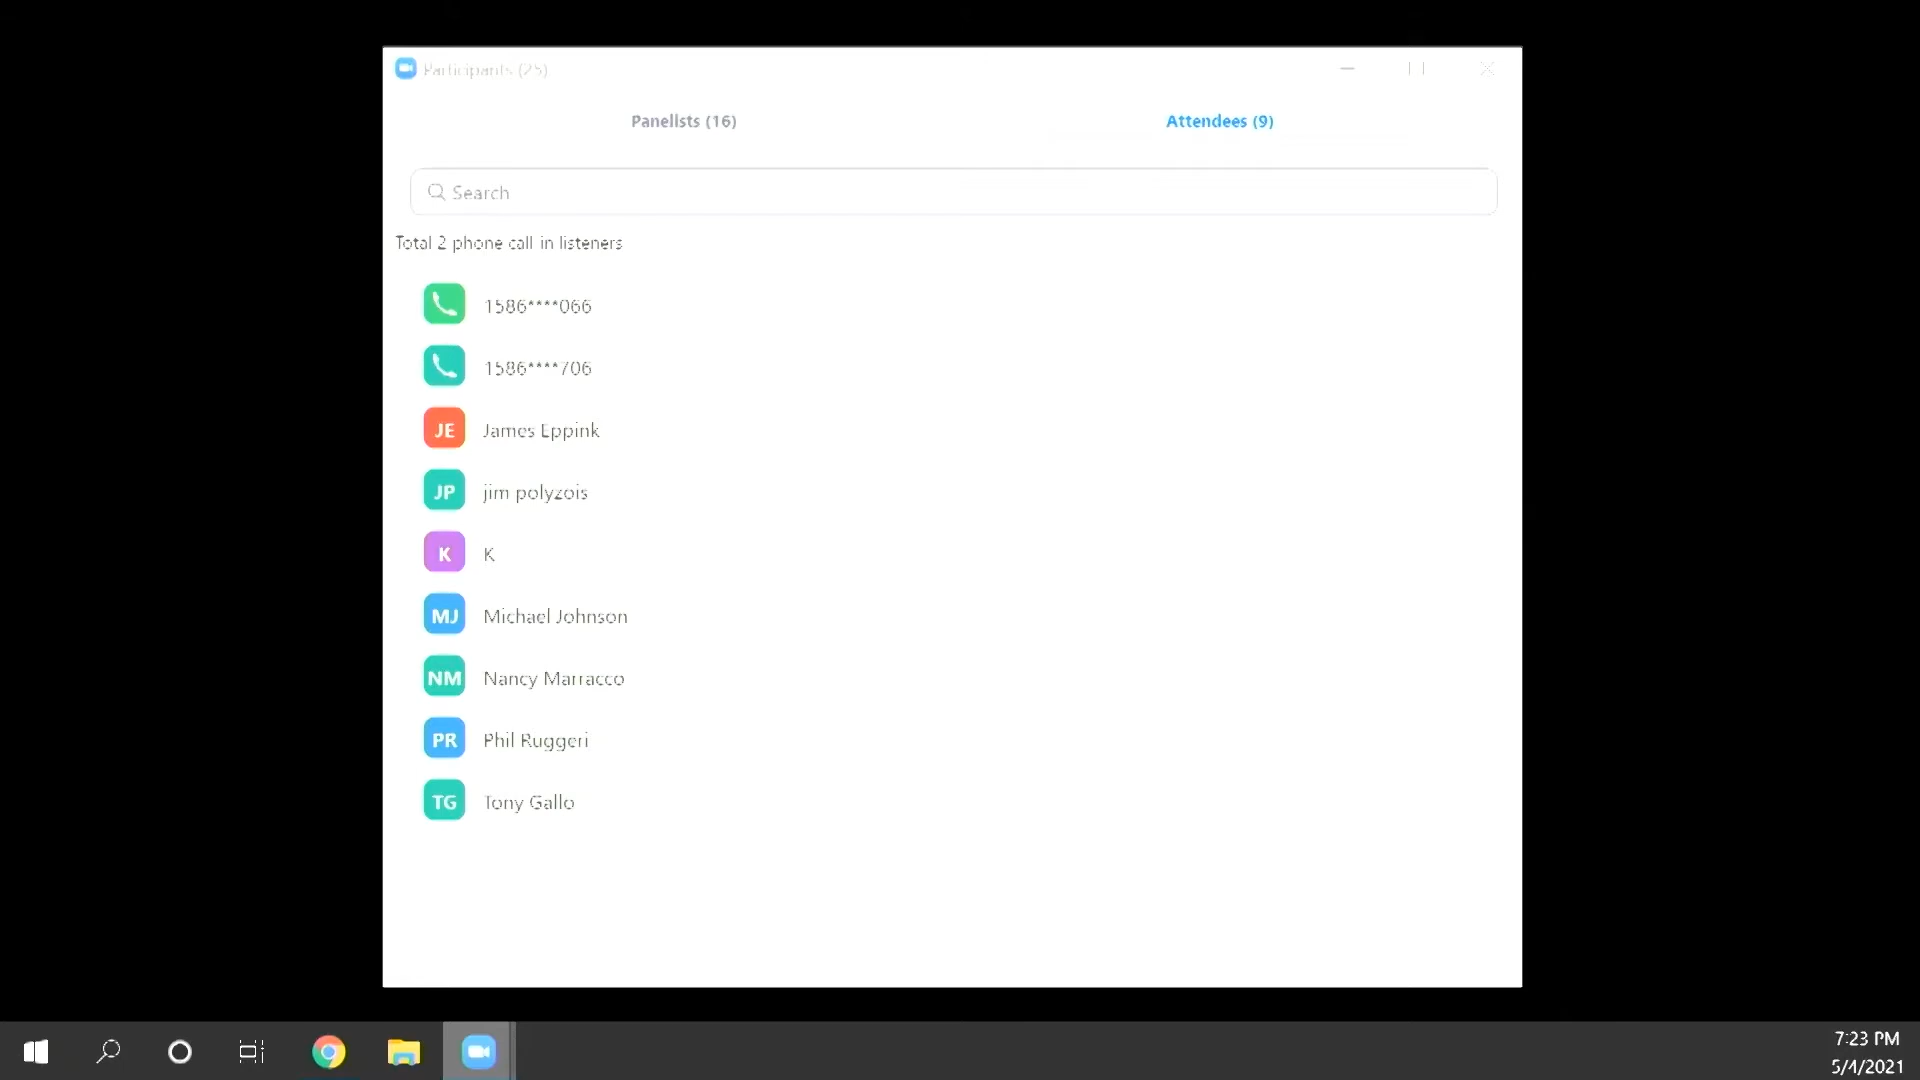 Participants (25)
Panelists (16)
Attendees (9)
Search
Total 2 phone call in listeners
1586****066
1586****706
JE James Eppink
JP jim polyzois
K K
MJ Michael Johnson
NM Nancy Marracco
PR Phil Ruggeri
TG Tony Gallo
7:23 PM
5/4/2021